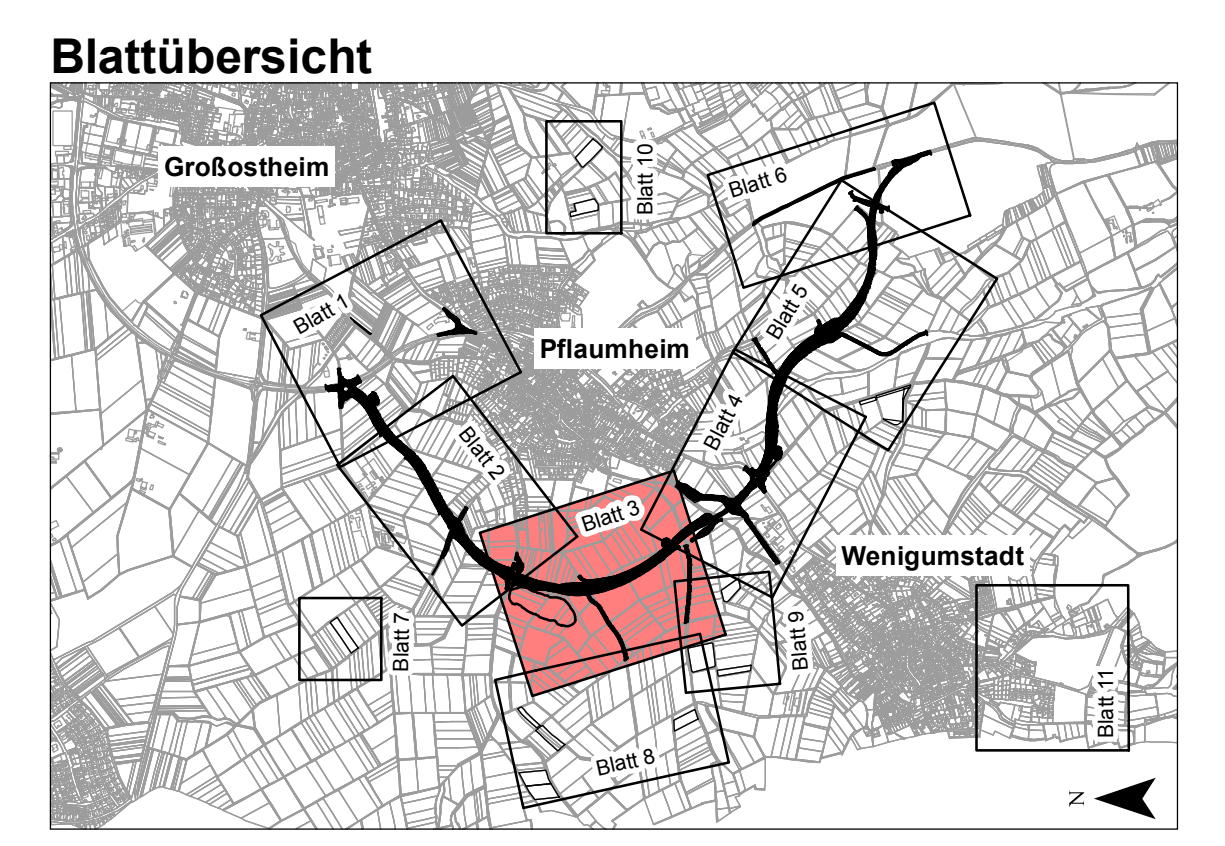 Blattübersicht
Großostheim
Blatt 10
Blatt 6
Blatt 1
Blatt 5
Pflaumheim
Blatt 4
Blatt 2
Blatt 3
Wenigumstadt
Blatt 7
Blatt 9
Blatt 11
Blatt 8
N